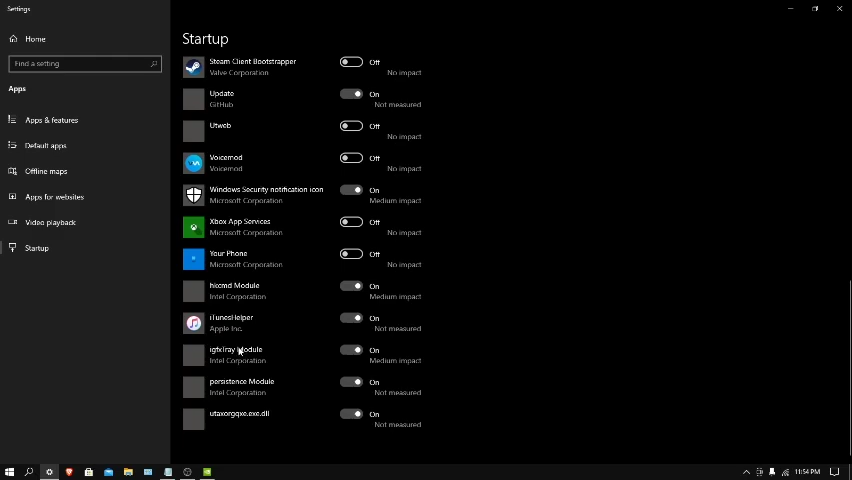 Settings
Home
Find a setting
Apps
Apps & features
Default apps
Offline maps
Apps for websites
Video playback
Startup
Startup
Steam Client Bootstrapper
Valve Corporation
Off
No impact
Update
GitHub
On
Not measured
Utweb
Off
No impact
Voicemod
Voicemod
Off
No impact
Windows Security notification icon
Microsoft Corporation
On
Medium impact
Xbox App Services
Microsoft Corporation
Off
No impact
Your Phone
Microsoft Corporation
Off
No impact
hkcmd Module
Intel Corporation
On
Medium impact
iTunesHelper
Apple Inc.
On
Not measured
igfxTray Module
Intel Corporation
On
Medium impact
persistence Module
Intel Corporation
On
Not measured
utaxorgqxe.exe.dll
On
Not measured
11:54 PM